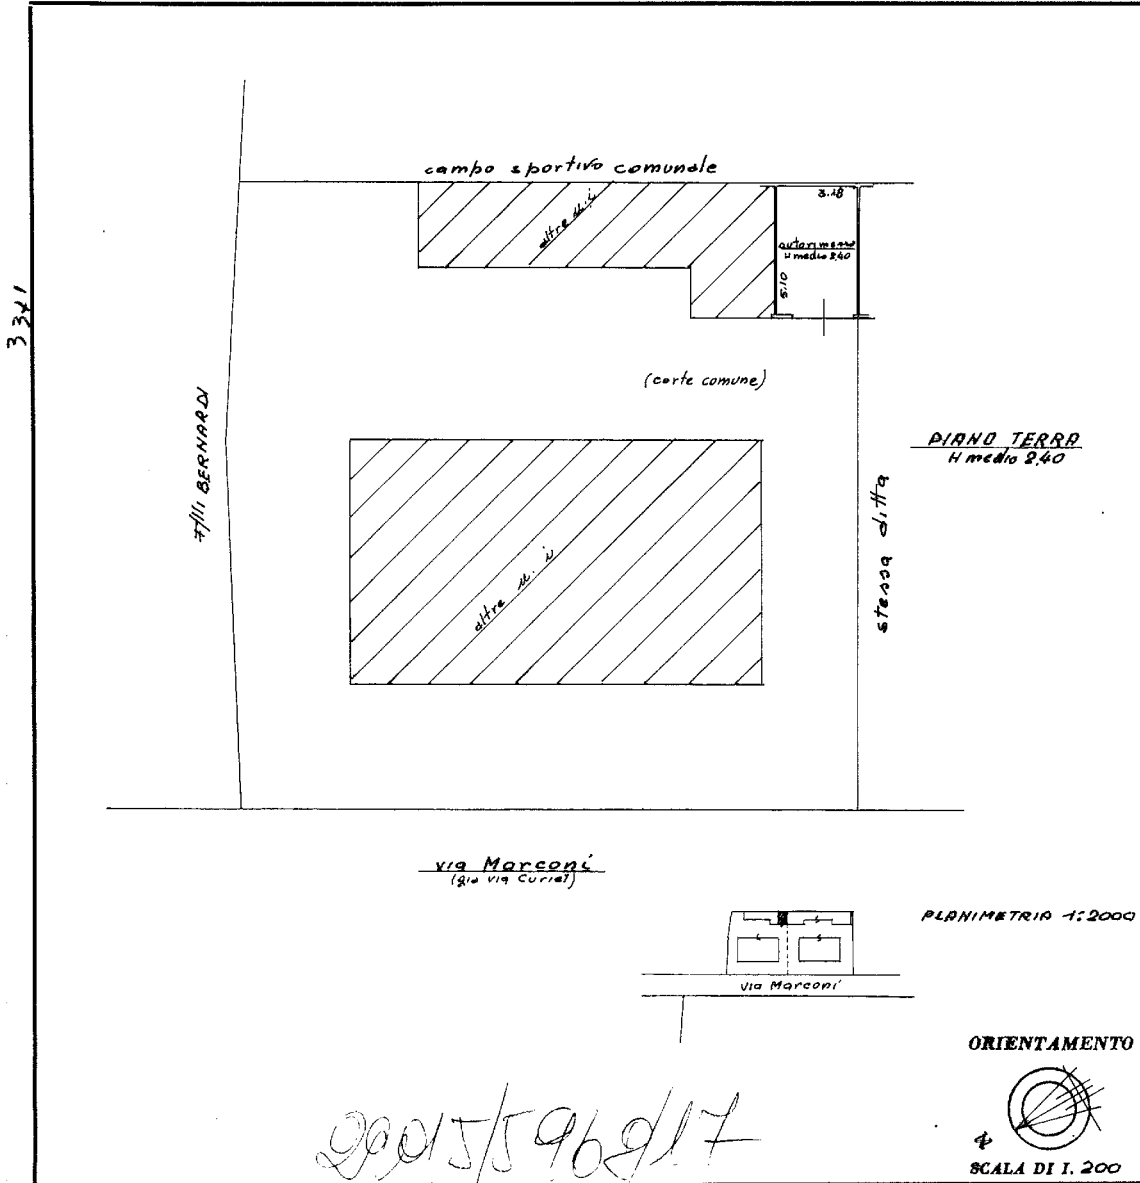 campo sportivo comunale
altre u.i
3.18
autorimessa
H medio 2,40
5.10
3341
(corte comune)
F/lli BERNARDI
PIANO TERRA
H medio 2,40
stessa ditta
altre u. i
via Marconi
(già via Curiel)
PLANIMETRIA 1:2000
via Marconi
ORIENTAMENTO
SCALA DI 1. 200